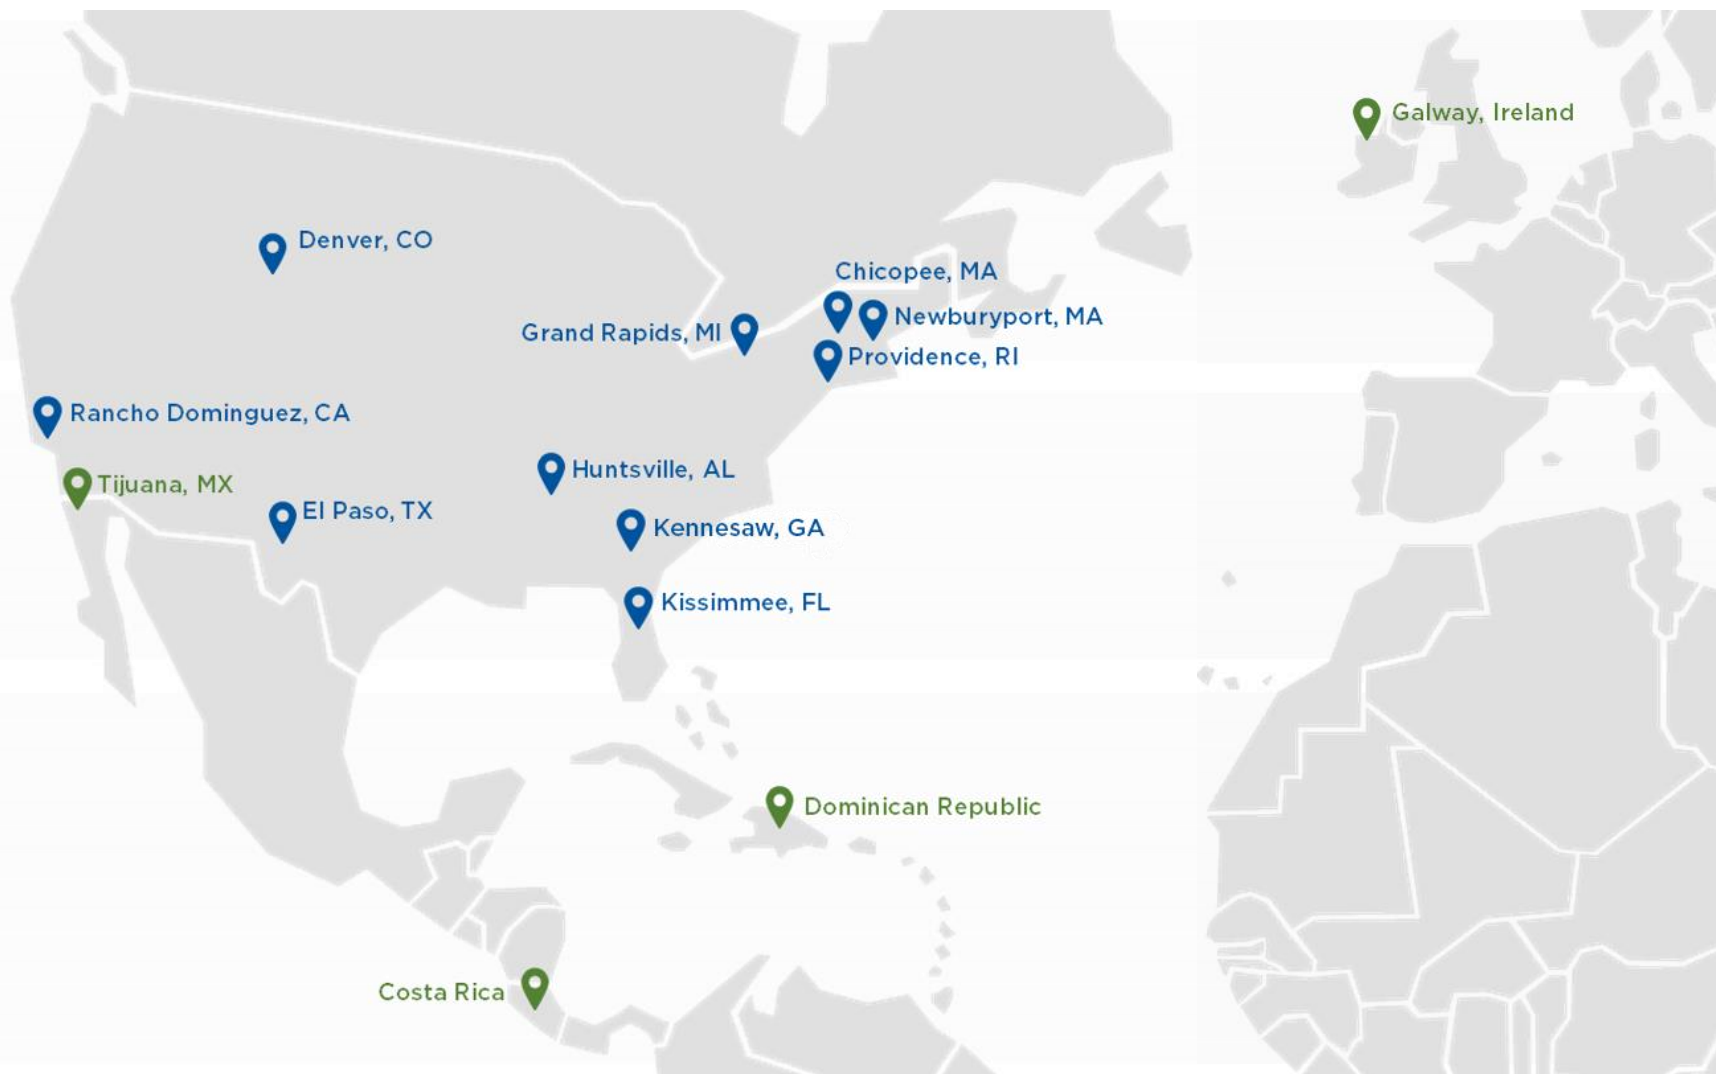 Galway, Ireland
Denver, CO
Chicopee, MA
Newburyport, MA
Grand Rapids, MI
Providence, RI
Rancho Dominguez, CA
Huntsville, AL
Tijuana, MX
El Paso, TX
Kennesaw, GA
Kissimmee, FL
Dominican Republic
Costa Rica